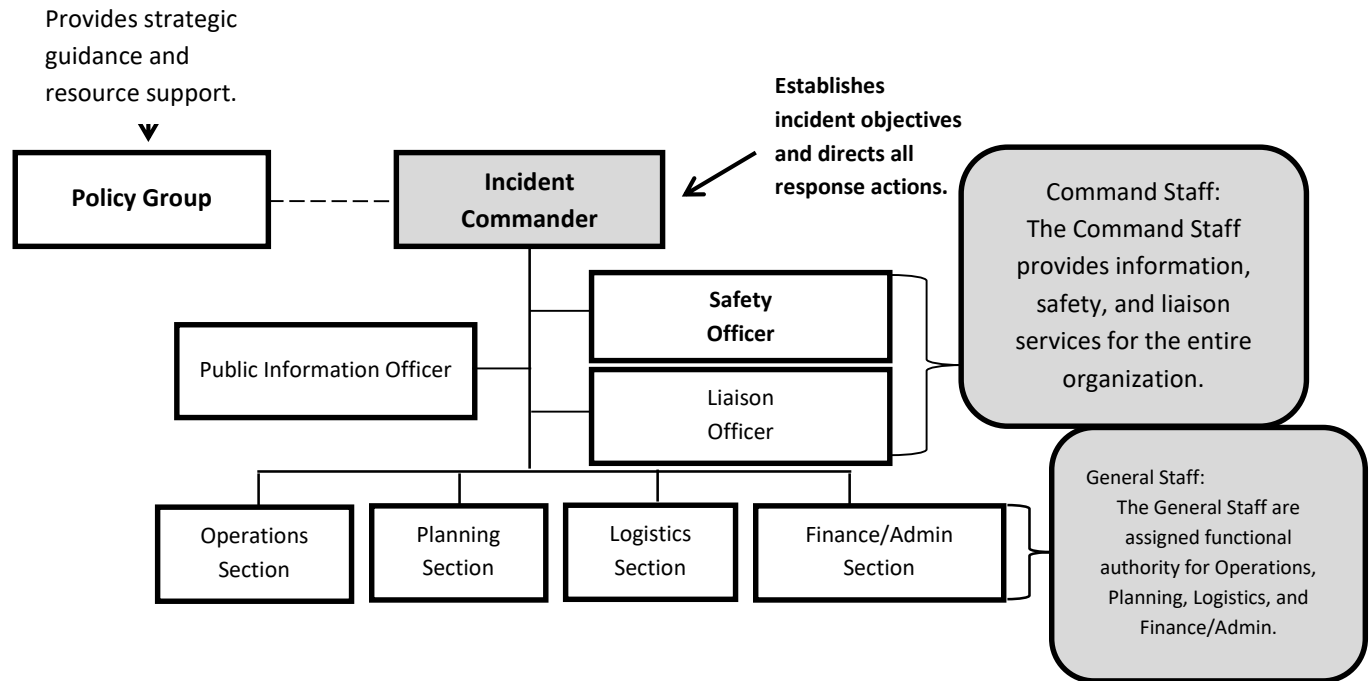 Provides strategic
guidance and
resource support.
Establishes
incident objectives
and directs all
response actions.
Policy Group
Incident
Commander
Command Staff:
The Command Staff
provides information,
safety, and liaison
services for the entire
organization.
Safety
Officer
Public Information Officer
Liaison
Officer
General Staff:
The General Staff are
assigned functional
authority for Operations,
Planning, Logistics, and
Finance/Admin.
Operations
Section
Planning
Section
Logistics
Section
Finance/Admin
Section